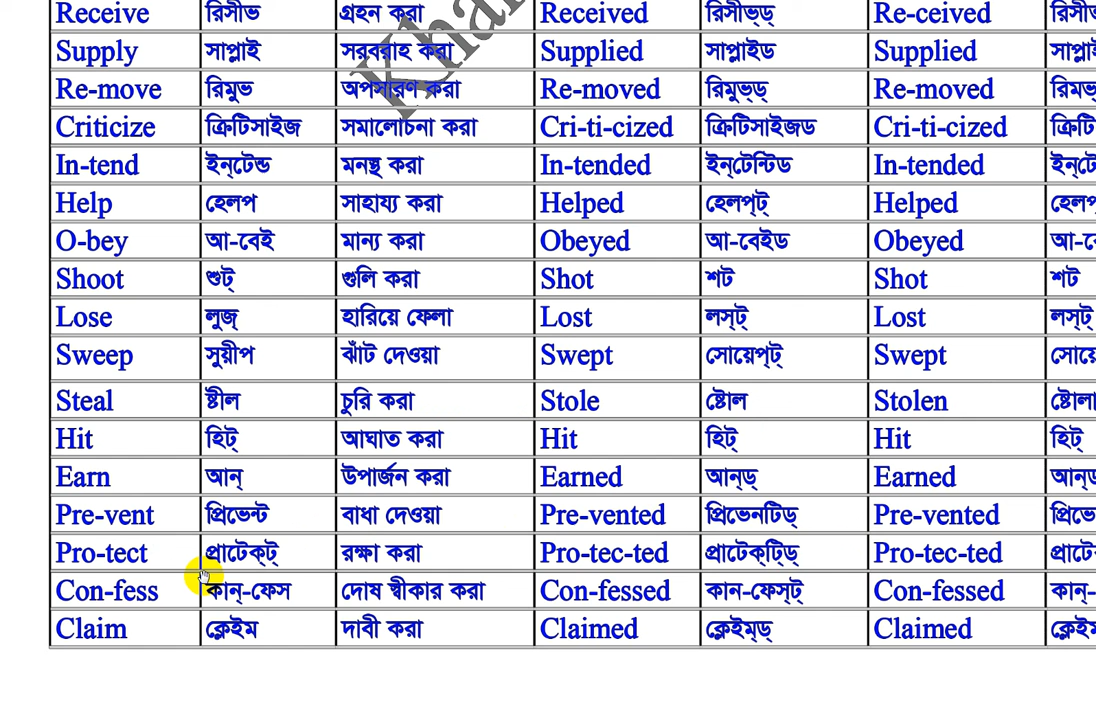 Receive রিসীভ গ্রহন করা Received রিসীভ্ড্ Re-ceived
Supply সাপ্লাই সরবরাহ করা Supplied সাপ্লাইড Supplied
Re-move রিমুভ অপসারণ করা Re-moved রিমুভ্ড্ Re-moved
Criticize ক্রিটিসাইজ সমালোচনা করা Cri-ti-cized ক্রিটিসাইজড Cri-ti-cized
In-tend ইন্টেন্ড মনস্থ করা In-tended ইন্টেন্টিড In-tended
Help হেলপ সাহায্য করা Helped হেলপ্ট্ Helped
O-bey আ-বেই মান্য করা Obeyed আ-বেইড Obeyed
Shoot শুট্ গুলি করা Shot শট Shot শট
Lose লুজ্ হারিয়ে ফেলা Lost লস্ট্ Lost লস্ট্
Sweep সুয়ীপ ঝাঁট দেওয়া Swept সোয়েপ্ট্ Swept
Steal ষ্টীল চুরি করা Stole ষ্টোল Stolen
Hit হিট্ আঘাত করা Hit হিট্ Hit হিট্
Earn আন্ উপার্জন করা Earned আন্ড্ Earned
Pre-vent প্রিভেন্ট বাধা দেওয়া Pre-vented প্রিভেনটিড্ Pre-vented
Pro-tect প্রাটেক্ট্ রক্ষা করা Pro-tec-ted প্রাটেক্টি্ড্ Pro-tec-ted
Con-fess কান্-ফেস দোষ স্বীকার করা Con-fessed কান-ফেস্ট্ Con-fessed
Claim ক্লেইম দাবী করা Claimed ক্লেইম্ড্ Claimed